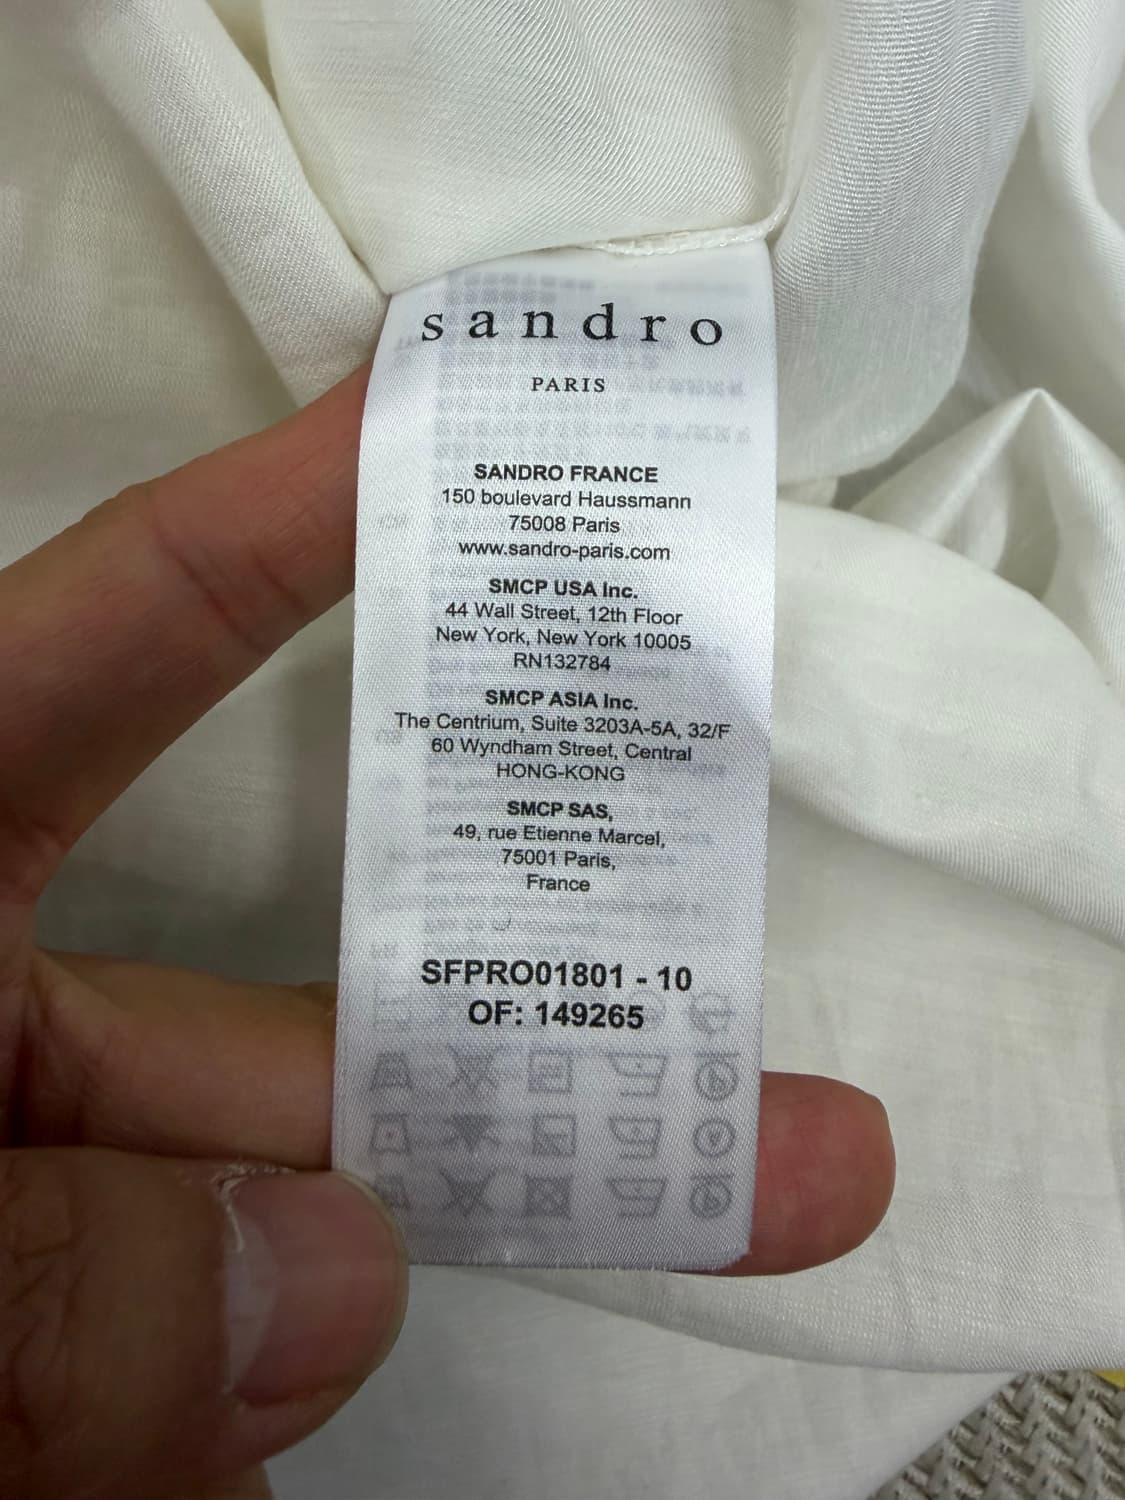 sandro
PARIS
SANDRO FRANCE
150 boulevard Haussmann
75008 Paris
www.sandro-paris.com
SMCP USA Inc.
44 Wall Street, 12th Floor
New York, New York 10005
RN132784
SMCP ASIA Inc.
The Centrium, Suite 3203A-5A, 32/F
60 Wyndham Street, Central
HONG-KONG
SMCP SAS,
49, rue Etienne Marcel,
75001 Paris,
France
SFPRO01801 - 10
OF: 149265